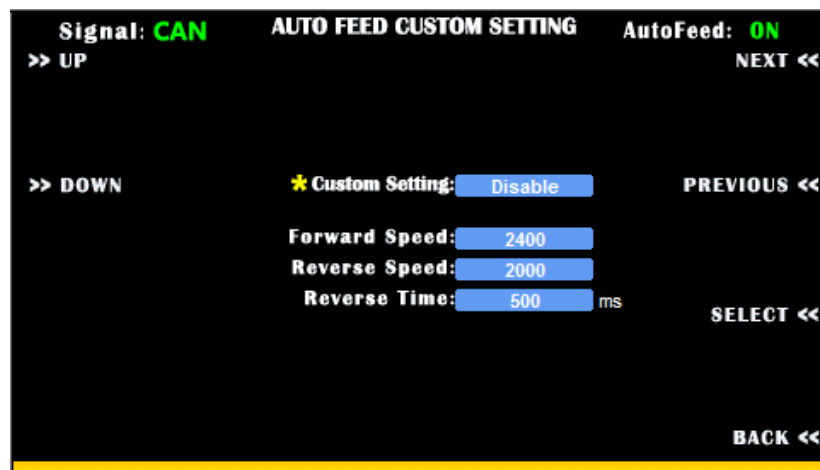 Signal: CAN AUTO FEED CUSTOM SETTING AutoFeed: ON
>> UP NEXT <<
>> DOWN *Custom Setting: Disable PREVIOUS <<
Forward Speed: 2400
Reverse Speed: 2000
Reverse Time: 500 ms
SELECT <<
BACK <<